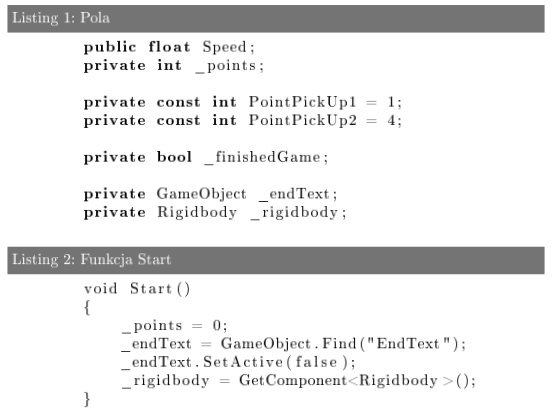 Listing 1: Pola
public float Speed;
private int _points;
private const int PointPickUp1 = 1;
private const int PointPickUp2 = 4;
private bool _finishedGame;
private GameObject _endText;
private Rigidbody _rigidbody;
Listing 2: Funkcja Start
void Start()
{
_points = 0;
_endText = GameObject.Find("EndText");
_endText.SetActive(false);
_rigidbody = GetComponent<Rigidbody>();
}